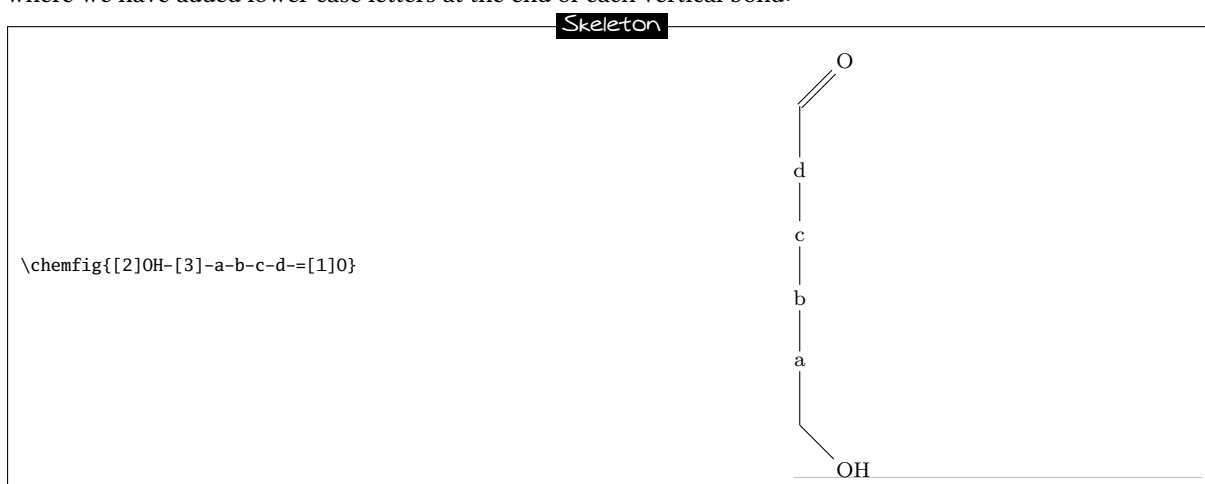 where we have added lower case letters at the end of each vertical bond:
Skeleton
\chemfig{[2]OH-[3]-a-b-c-d-=[1]O}
O
d
c
b
a
OH